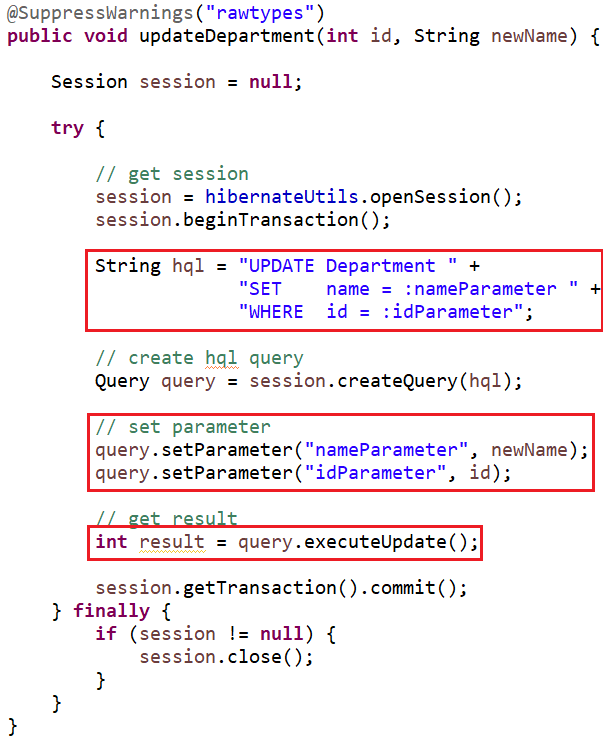 @SuppressWarnings("rawtypes")
public void updateDepartment(int id, String newName) {
Session session = null;
try {
// get session
session = hibernateUtils.openSession();
session.beginTransaction();
String hql = "UPDATE Department " +
"SET    name = :nameParameter " +
"WHERE  id = :idParameter";
// create hql query
Query query = session.createQuery(hql);
// set parameter
query.setParameter("nameParameter", newName);
query.setParameter("idParameter", id);
// get result
int result = query.executeUpdate();
session.getTransaction().commit();
} finally {
if (session != null) {
session.close();
}
}
}